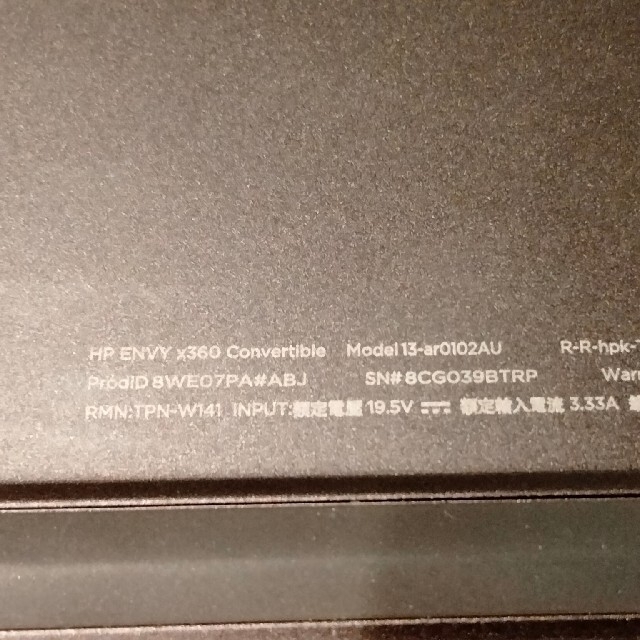 HP ENVY x360 Convertible Model 13-ar0102AU R-R-hpk-
ProdID 8WE07PA#ABJ SN# 8CG039BTRP
RMN:TPN-W141 INPUT:額定電壓 19.5V ⎓ 額定輸入電流 3.33A